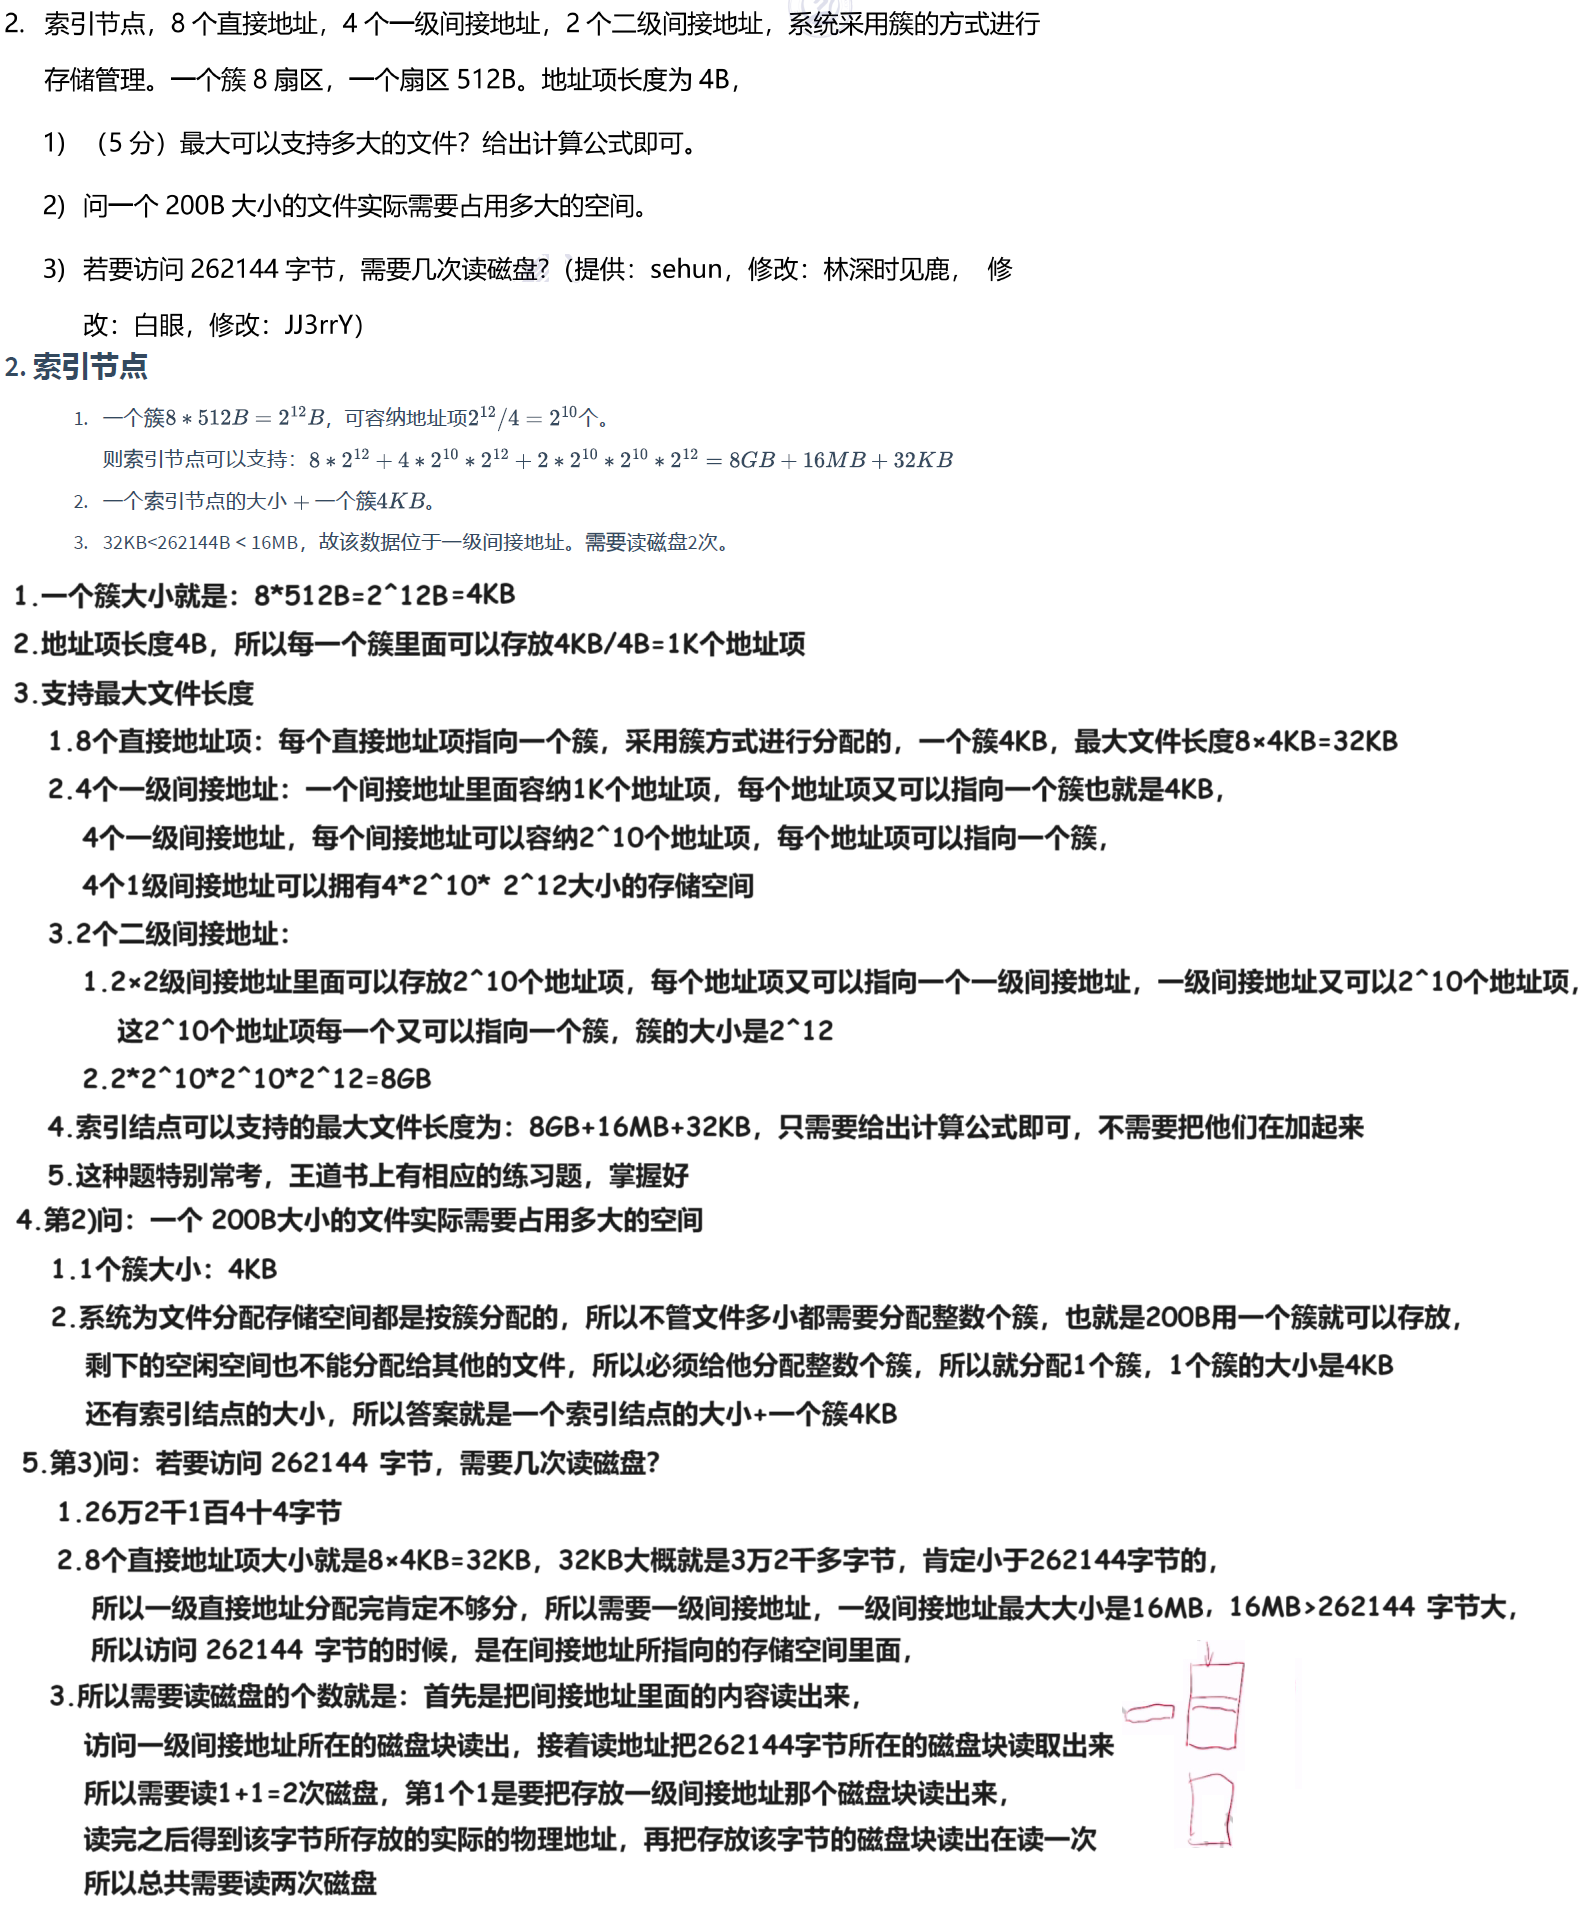 2. 索引节点，8 个直接地址，4 个一级间接地址，2 个二级间接地址，系统采用簇的方式进行
存储管理。一个簇 8 扇区，一个扇区 512B。地址项长度为 4B，
1) （5 分）最大可以支持多大的文件？给出计算公式即可。
2) 问一个 200B 大小的文件实际需要占用多大的空间。
3) 若要访问 262144 字节，需要几次读磁盘？（提供：sehun，修改：林深时见鹿， 修
改：白眼，修改：JJ3rrY）
2. 索引节点
1. 一个簇8 * 512B = 2^12B，可容纳地址项2^12/4 = 2^10个。
则索引节点可以支持：8 * 2^12 + 4 * 2^10 * 2^12 + 2 * 2^10 * 2^10 * 2^12 = 8GB + 16MB + 32KB
2. 一个索引节点的大小 + 一个簇4KB。
3. 32KB<262144B < 16MB，故该数据位于一级间接地址。需要读磁盘2次。
1.一个簇大小就是：8*512B=2^12B=4KB
2.地址项长度4B，所以每一个簇里面可以存放4KB/4B=1K个地址项
3.支持最大文件长度
1.8个直接地址项：每个直接地址项指向一个簇，采用簇方式进行分配的，一个簇4KB，最大文件长度8×4KB=32KB
2.4个一级间接地址：一个间接地址里面容纳1K个地址项，每个地址项又可以指向一个簇也就是4KB，
4个一级间接地址，每个间接地址可以容纳2^10个地址项，每个地址项可以指向一个簇，
4个1级间接地址可以拥有4*2^10* 2^12大小的存储空间
3.2个二级间接地址：
1.2×2级间接地址里面可以存放2^10个地址项，每个地址项又可以指向一个一级间接地址，一级间接地址又可以2^10个地址项，
这2^10个地址项每一个又可以指向一个簇，簇的大小是2^12
2.2*2^10*2^10*2^12=8GB
4.索引结点可以支持的最大文件长度为：8GB+16MB+32KB，只需要给出计算公式即可，不需要把他们在加起来
5.这种题特别常考，王道书上有相应的练习题，掌握好
4.第2)问：一个 200B大小的文件实际需要占用多大的空间
1.1个簇大小：4KB
2.系统为文件分配存储空间都是按簇分配的，所以不管文件多小都需要分配整数个簇，也就是200B用一个簇就可以存放，
剩下的空闲空间也不能分配给其他的文件，所以必须给他分配整数个簇，所以就分配1个簇，1个簇的大小是4KB
还有索引结点的大小，所以答案就是一个索引结点的大小+一个簇4KB
5.第3)问：若要访问 262144 字节，需要几次读磁盘？
1.26万2千1百4十4字节
2.8个直接地址项大小就是8×4KB=32KB，32KB大概就是3万2千多字节，肯定小于262144字节的，
所以一级直接地址分配完肯定不够分，所以需要一级间接地址，一级间接地址最大大小是16MB，16MB>262144 字节大，
所以访问 262144 字节的时候，是在间接地址所指向的存储空间里面，
3.所以需要读磁盘的个数就是：首先是把间接地址里面的内容读出来，
访问一级间接地址所在的磁盘块读出，接着读地址把262144字节所在的磁盘块读取出来
所以需要读1+1=2次磁盘，第1个1是要把存放一级间接地址那个磁盘块读出来，
读完之后得到该字节所存放的实际的物理地址，再把存放该字节的磁盘块读出在读一次
所以总共需要读两次磁盘